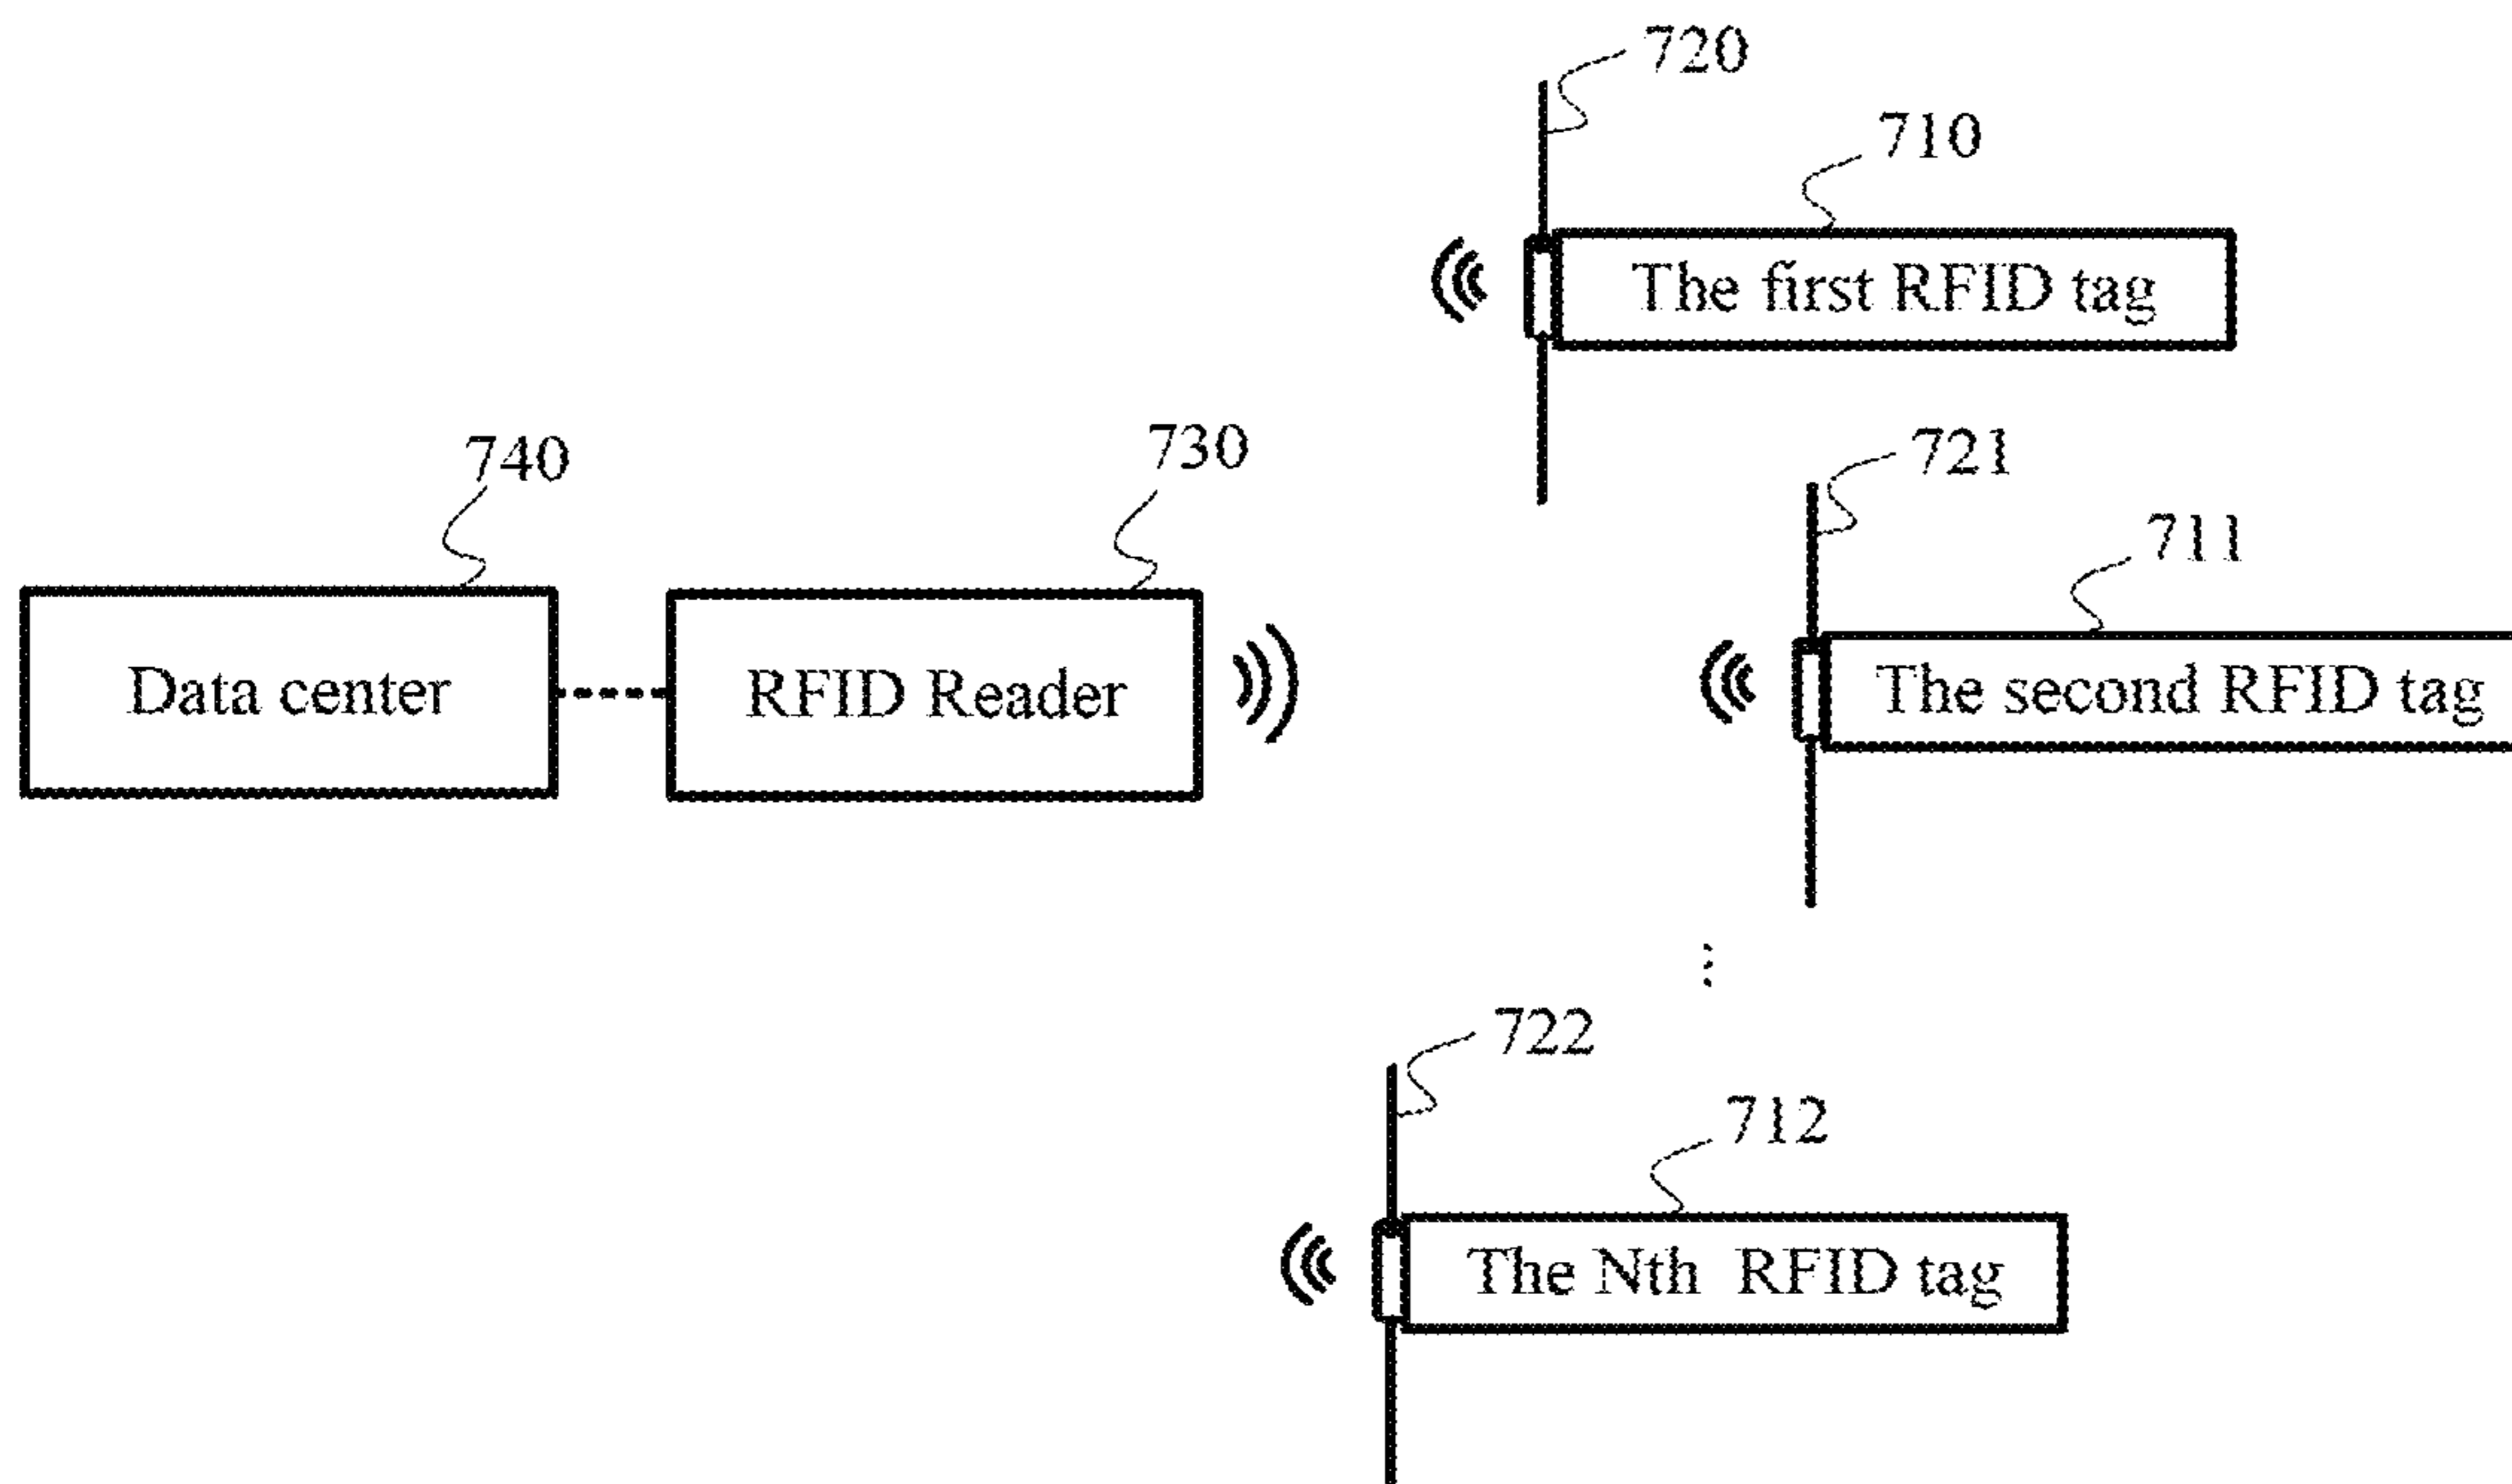 720
710
The first RFID tag
740
730
721
711
Data center
RFID Reader
The second RFID tag
⋮
722
712
The Nth RFID tag